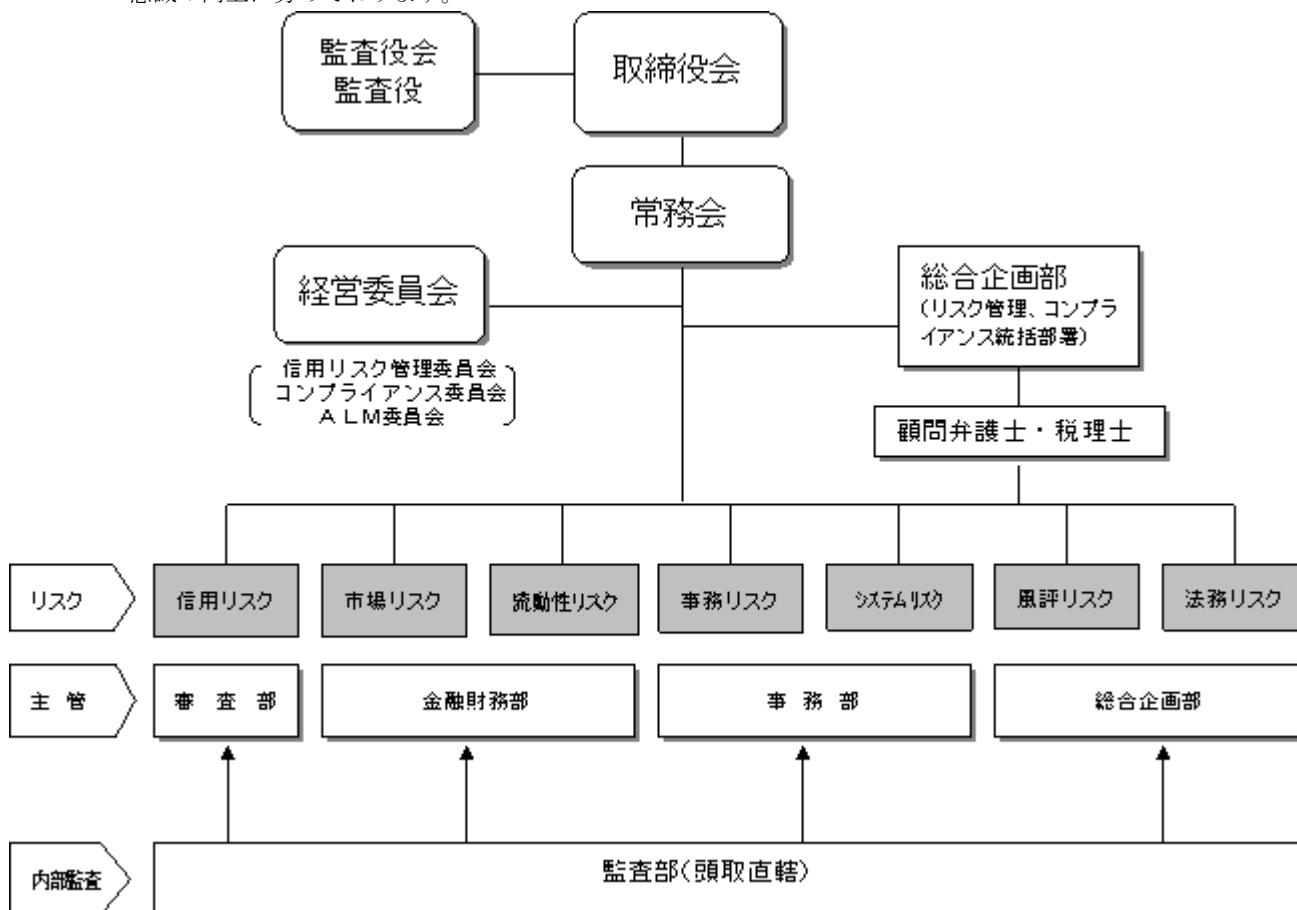 監査役会
監査役
取締役会
常務会
経営委員会
信用リスク管理委員会
コンプライアンス委員会
ALM委員会
総合企画部
(リスク管理、コンプラ
イアンス統括部署)
顧問弁護士・税理士
リスク
信用リスク
市場リスク
流動性リスク
事務リスク
システムリスク
風評リスク
法務リスク
主 管
審 査 部
金融財務部
事 務 部
総合企画部
内部監査
監査部(頭取直轄)